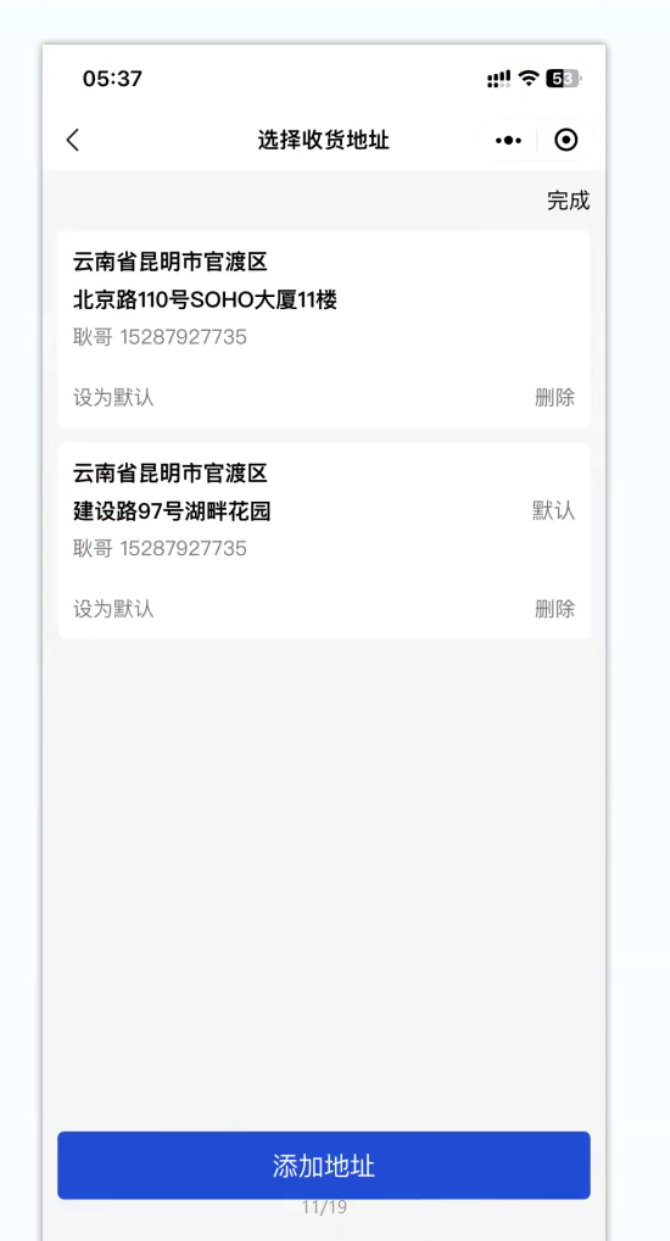 05:37
53
选择收货地址
完成
云南省昆明市官渡区
北京路110号SOHO大厦11楼
耿哥 15287927735
设为默认 删除
云南省昆明市官渡区
建设路97号湖畔花园 默认
耿哥 15287927735
设为默认 删除
添加地址
11/19